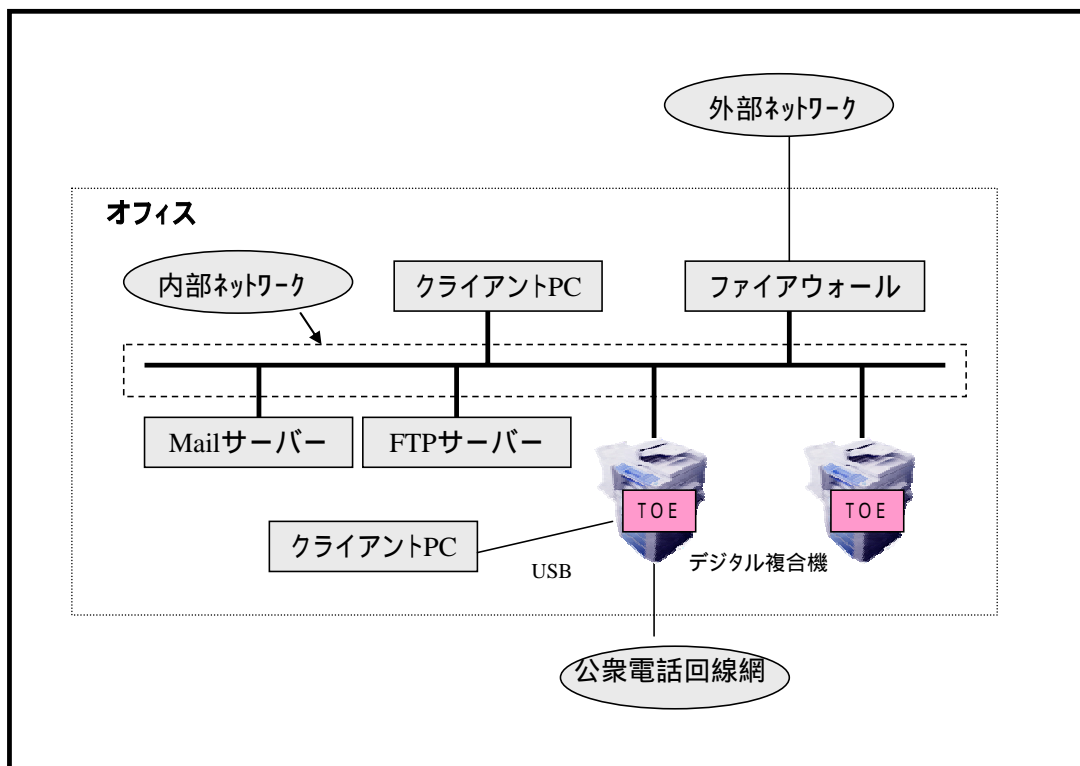 外部ネットワーク
オフィス
内部ネットワーク
クライアントPC
ファイアウォール
Mailサーバー
FTPサーバー
TOE
TOE
クライアントPC
USB
デジタル複合機
公衆電話回線網